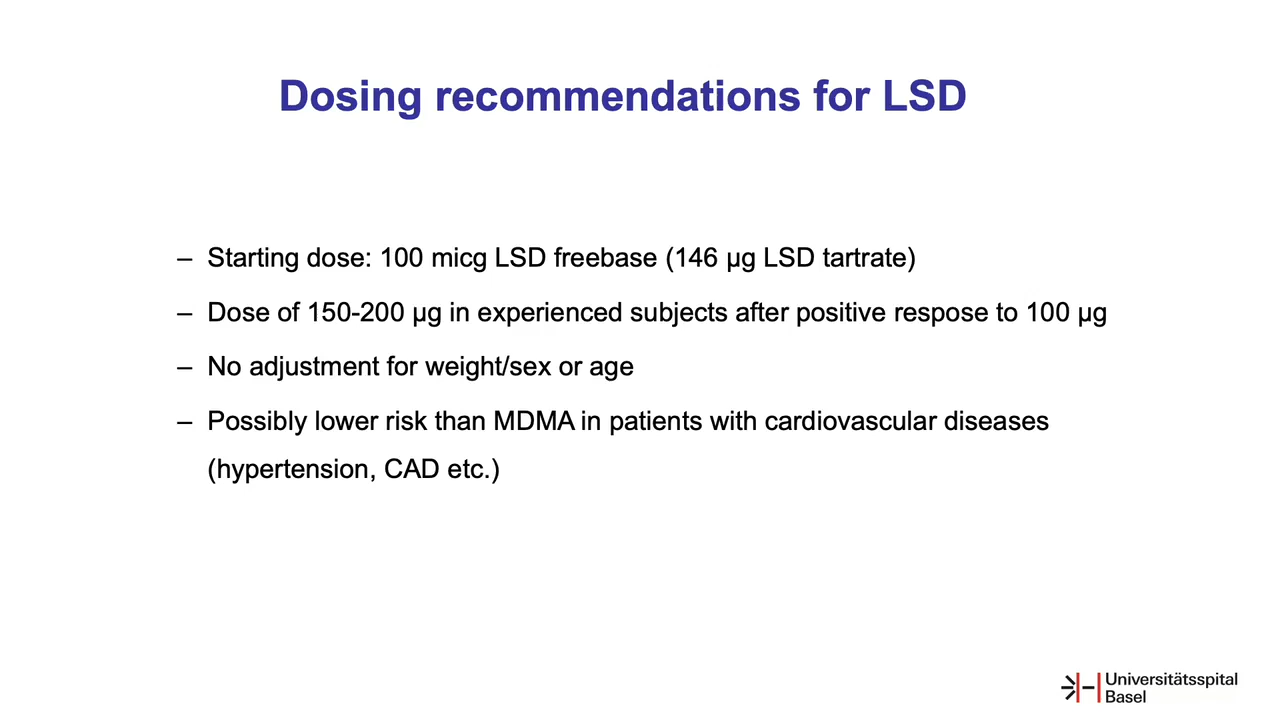 Dosing recommendations for LSD
– Starting dose: 100 micg LSD freebase (146 µg LSD tartrate)
– Dose of 150-200 µg in experienced subjects after positive respose to 100 µg
– No adjustment for weight/sex or age
– Possibly lower risk than MDMA in patients with cardiovascular diseases
(hypertension, CAD etc.)
Universitätsspital
Basel